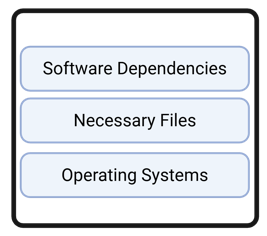 Software Dependencies
Necessary Files
Operating Systems